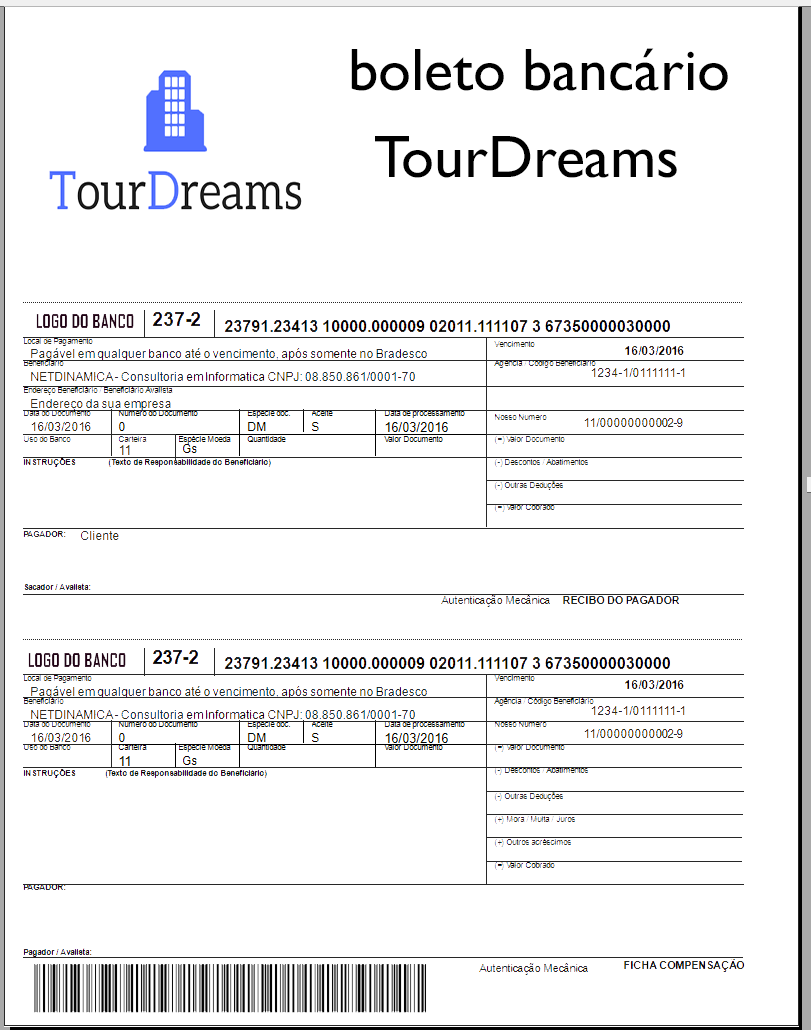 boleto bancário
TourDreams
TourDreams
LOGO DO BANCO 237-2 23791.23413 10000.000009 02011.111107 3 67350000030000
Local de Pagamento Vencimento
Pagável em qualquer banco até o vencimento, após somente no Bradesco 16/03/2016
Beneficiário Agência / Código Beneficiário
NETDINAMICA - Consultoria em Informatica CNPJ: 08.850.861/0001-70 1234-1/0111111-1
Endereço Beneficiário / Beneficiário Avalista
Endereço da sua empresa
Data do Documento Número do Documento Espécie doc. Aceite Data de processamento Nosso Número
16/03/2016 0 DM S 16/03/2016 11/00000000002-9
Uso do Banco Carteira Espécie Moeda Quantidade Valor Documento (=) Valor Documento
11 Gs
INSTRUÇÕES (Texto de Responsabilidade do Beneficiário) (-) Descontos / Abatimentos
(-) Outras Deduções
(=) Valor Cobrado
PAGADOR: Cliente
Sacador / Avalista:
Autenticação Mecânica RECIBO DO PAGADOR
LOGO DO BANCO 237-2 23791.23413 10000.000009 02011.111107 3 67350000030000
Local de Pagamento Vencimento
Pagável em qualquer banco até o vencimento, após somente no Bradesco 16/03/2016
Beneficiário Agência / Código Beneficiário
NETDINAMICA - Consultoria em Informatica CNPJ: 08.850.861/0001-70 1234-1/0111111-1
Data do Documento Número do Documento Espécie doc. Aceite Data de processamento Nosso Número
16/03/2016 0 DM S 16/03/2016 11/00000000002-9
Uso do Banco Carteira Espécie Moeda Quantidade Valor Documento (=) Valor Documento
11 Gs
INSTRUÇÕES (Texto de Responsabilidade do Beneficiário) (-) Descontos / Abatimentos
(-) Outras Deduções
(+) Mora / Multa / Juros
(+) Outros acréscimos
(=) Valor Cobrado
PAGADOR:
Pagador / Avalista:
Autenticação Mecânica FICHA COMPENSAÇÃO